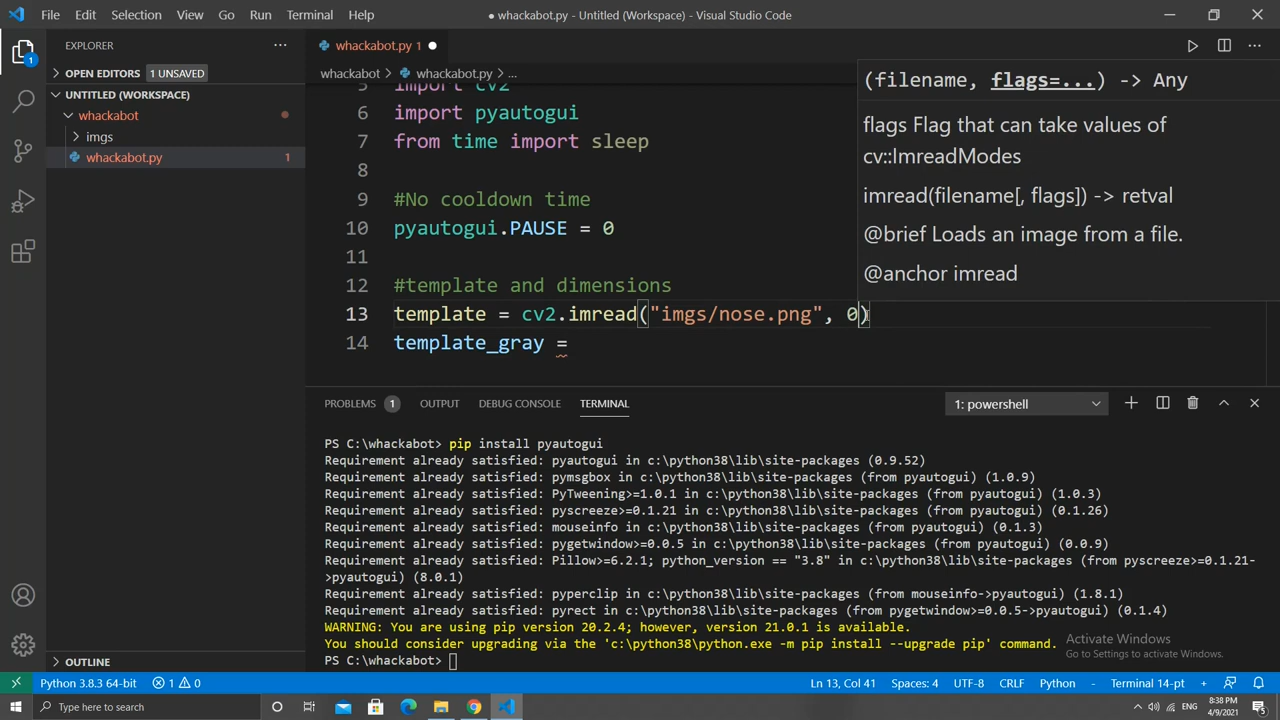 File Edit Selection View Go Run Terminal Help
● whackabot.py - Untitled (Workspace) - Visual Studio Code
EXPLORER
1
OPEN EDITORS 1 UNSAVED
UNTITLED (WORKSPACE)
whackabot
imgs
whackabot.py 1
OUTLINE
whackabot.py 1 ●
whackabot > whackabot.py > ...
5 import cv2
6 import pyautogui
7 from time import sleep
8
9 #No cooldown time
10 pyautogui.PAUSE = 0
11
12 #template and dimensions
13 template = cv2.imread("imgs/nose.png", 0)
14 template_gray =
(filename, flags=...) -> Any
flags Flag that can take values of
cv::ImreadModes
imread(filename[, flags]) -> retval
@brief Loads an image from a file.
@anchor imread
PROBLEMS 1 OUTPUT DEBUG CONSOLE TERMINAL
1: powershell
PS C:\whackabot> pip install pyautogui
Requirement already satisfied: pyautogui in c:\python38\lib\site-packages (0.9.52)
Requirement already satisfied: pymsgbox in c:\python38\lib\site-packages (from pyautogui) (1.0.9)
Requirement already satisfied: PyTweening>=1.0.1 in c:\python38\lib\site-packages (from pyautogui) (1.0.3)
Requirement already satisfied: pyscreeze>=0.1.21 in c:\python38\lib\site-packages (from pyautogui) (0.1.26)
Requirement already satisfied: mouseinfo in c:\python38\lib\site-packages (from pyautogui) (0.1.3)
Requirement already satisfied: pygetwindow>=0.0.5 in c:\python38\lib\site-packages (from pyautogui) (0.0.9)
Requirement already satisfied: Pillow>=6.2.1; python_version == "3.8" in c:\python38\lib\site-packages (from pyscreeze>=0.1.21-
>pyautogui) (8.0.1)
Requirement already satisfied: pyperclip in c:\python38\lib\site-packages (from mouseinfo->pyautogui) (1.8.1)
Requirement already satisfied: pyrect in c:\python38\lib\site-packages (from pygetwindow>=0.0.5->pyautogui) (0.1.4)
WARNING: You are using pip version 20.2.4; however, version 21.0.1 is available.
You should consider upgrading via the 'c:\python38\python.exe -m pip install --upgrade pip' command.
PS C:\whackabot>
Activate Windows
Go to Settings to activate Windows.
Python 3.8.3 64-bit 1 0
Ln 13, Col 41 Spaces: 4 UTF-8 CRLF Python - Terminal 14-pt +
Type here to search
ENG
8:38 PM
4/9/2021
5